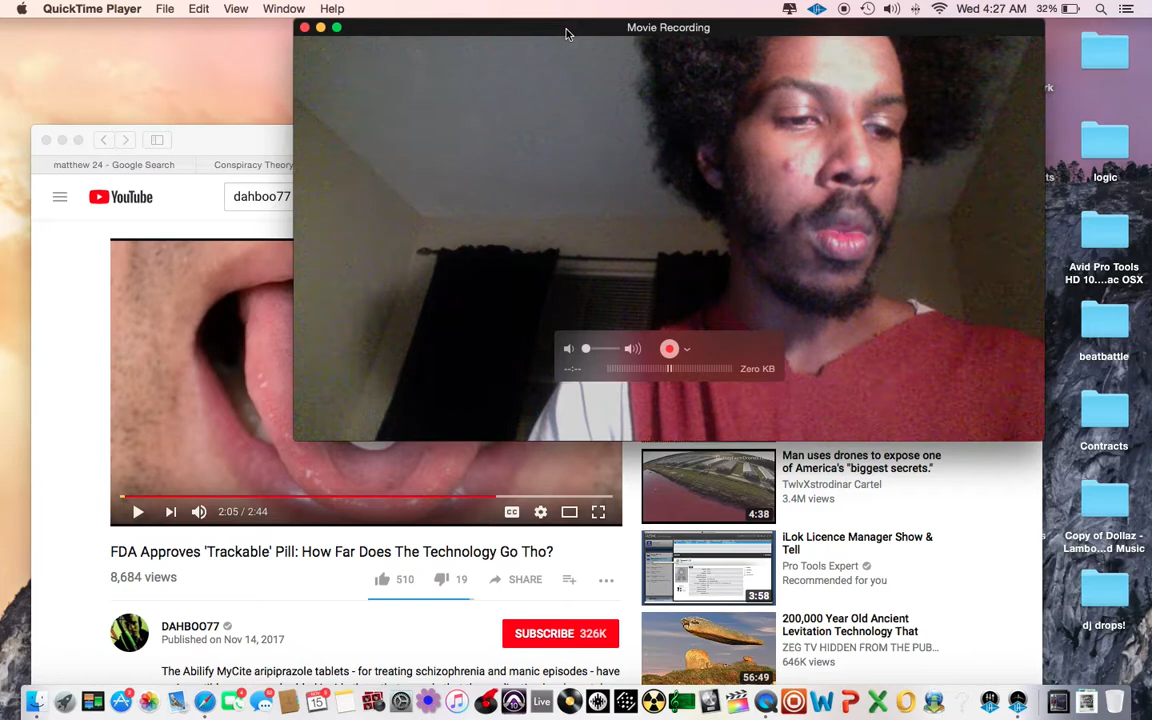 QuickTime Player File Edit View Window Help
32% Wed 4:27 AM
Movie Recording
rk
matthew 24 - Google Search
Conspiracy Theory
ts
logic
YouTube
dahboo77
Avid Pro Tools
HD 10....ac OSX
--:--
Zero KB
beatbattle
Contracts
2:05 / 2:44
Man uses drones to expose one
of America's "biggest secrets."
TwlvXstrodinar Cartel
3.4M views
4:38
FDA Approves 'Trackable' Pill: How Far Does The Technology Go Tho?
8,684 views
510
19
SHARE
iLok Licence Manager Show &
Tell
Pro Tools Expert
Recommended for you
3:58
s
Copy of Dollaz -
Lambo...d Music
DAHBOO77
Published on Nov 14, 2017
SUBSCRIBE 326K
200,000 Year Old Ancient
Levitation Technology That
ZEG TV HIDDEN FROM THE PUB...
646K views
56:49
dj drops!
The Abilify MyCite aripiprazole tablets - for treating schizophrenia and manic episodes - have
15
Live